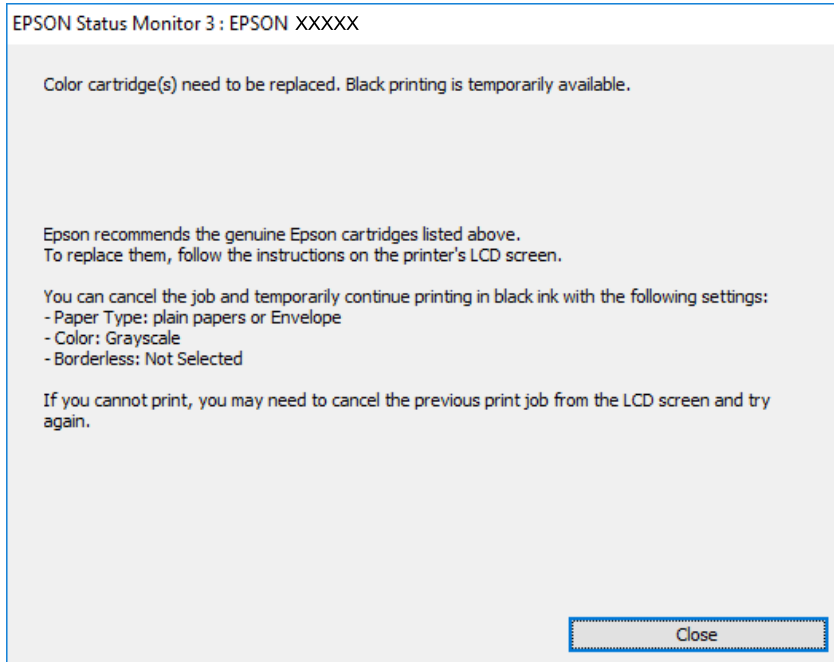 EPSON Status Monitor 3 : EPSON XXXXX
Color cartridge(s) need to be replaced. Black printing is temporarily available.
Epson recommends the genuine Epson cartridges listed above.
To replace them, follow the instructions on the printer's LCD screen.
You can cancel the job and temporarily continue printing in black ink with the following settings:
- Paper Type: plain papers or Envelope
- Color: Grayscale
- Borderless: Not Selected
If you cannot print, you may need to cancel the previous print job from the LCD screen and try
again.
Close